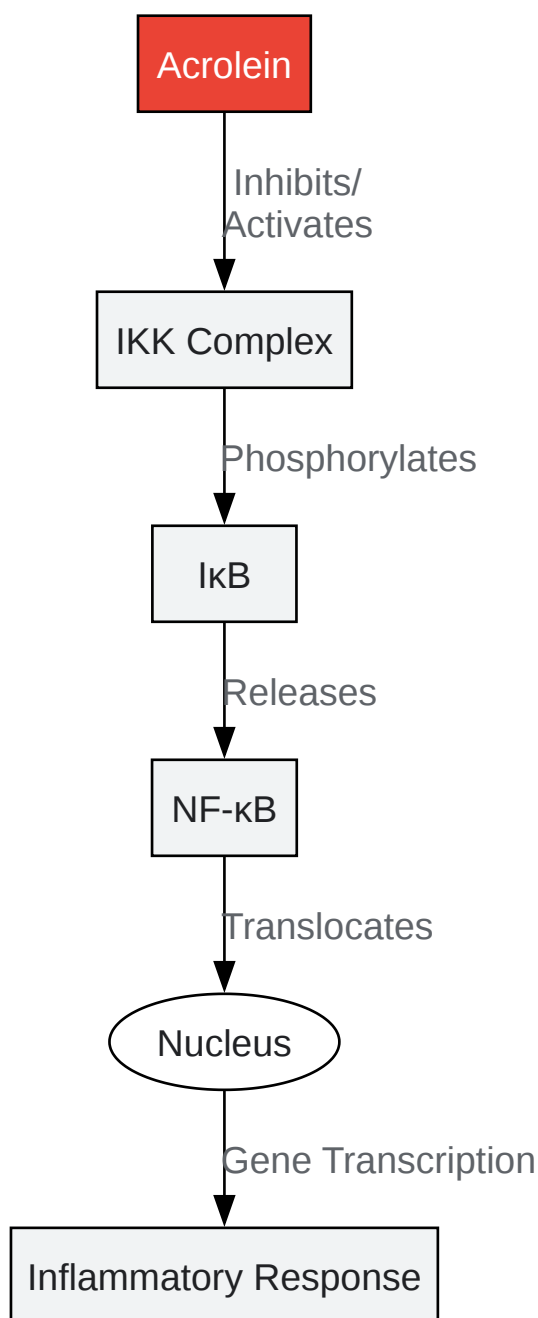 Acrolein
Inhibits/
Activates
IKK Complex
Phosphorylates
IκB
Releases
NF-κB
Translocates
Nucleus
Gene Transcription
Inflammatory Response